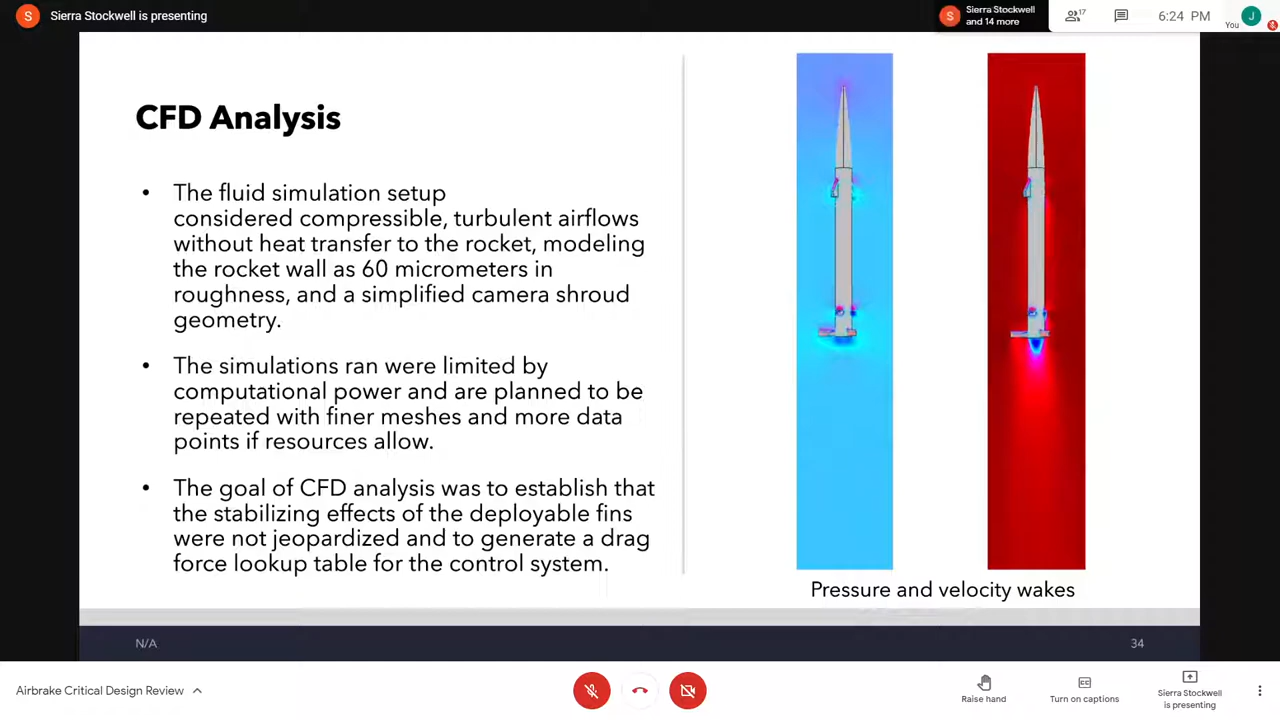 S Sierra Stockwell is presenting
S Sierra Stockwell
and 14 more
17
6:24 PM
J
You
CFD Analysis
• The fluid simulation setup
considered compressible, turbulent airflows
without heat transfer to the rocket, modeling
the rocket wall as 60 micrometers in
roughness, and a simplified camera shroud
geometry.
• The simulations ran were limited by
computational power and are planned to be
repeated with finer meshes and more data
points if resources allow.
• The goal of CFD analysis was to establish that
the stabilizing effects of the deployable fins
were not jeopardized and to generate a drag
force lookup table for the control system.
Pressure and velocity wakes
N/A
34
Airbrake Critical Design Review
Raise hand
CC
Turn on captions
Sierra Stockwell
is presenting